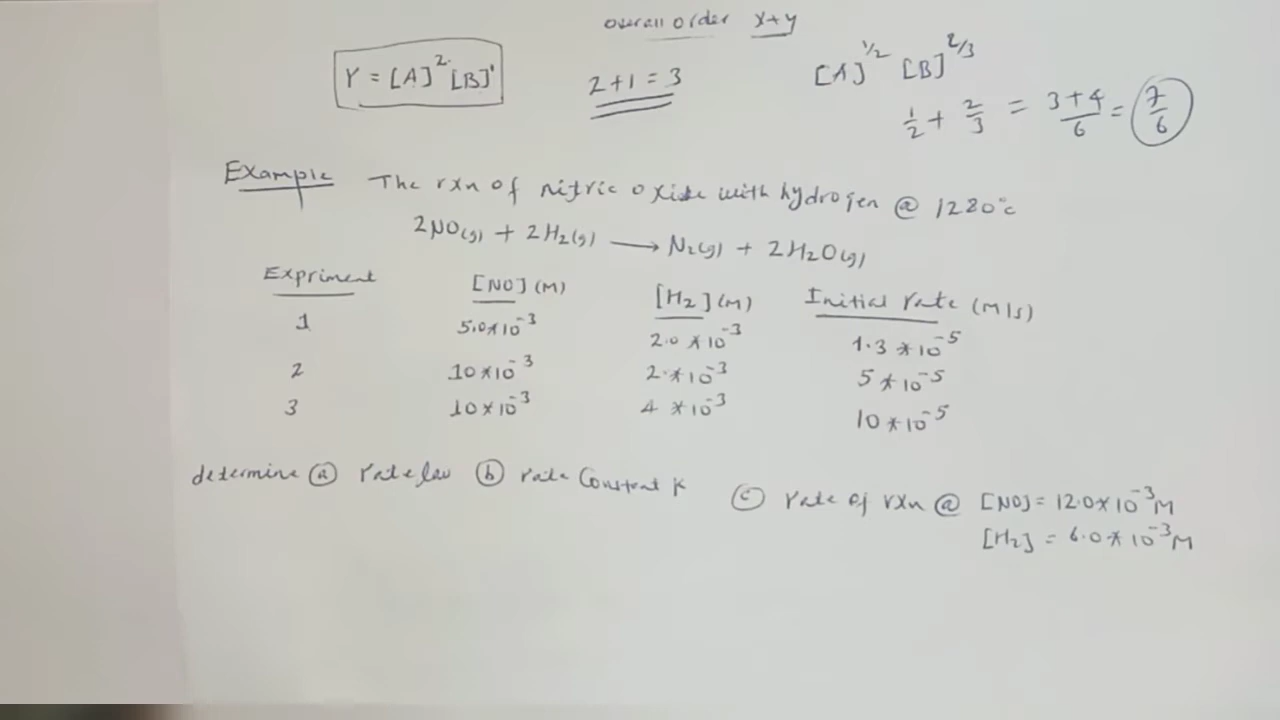 overall order x+y
r = [A]² [B]¹
2+1 = 3
[A]^1/2 [B]^2/3
1/2 + 2/3 = 3+4/6 = 7/6
Example The rxn of nitric oxide with hydrogen @ 1280°c
2NO(g) + 2H₂(g) → N₂(g) + 2H₂O(g)
Expriment [NO] (M) [H₂] (M) Initial rate (M/s)
1 5.0*10⁻³ 2.0 *10⁻³ 1.3 *10⁻⁵
2 10*10⁻³ 2.*10⁻³ 5 *10⁻⁵
3 10*10⁻³ 4 *10⁻³ 10*10⁻⁵
determine ⓐ rate law ⓑ rate Constant k
ⓒ rate of rxn @ [NO] = 12.0*10⁻³M
[H₂] = 6.0*10⁻³M